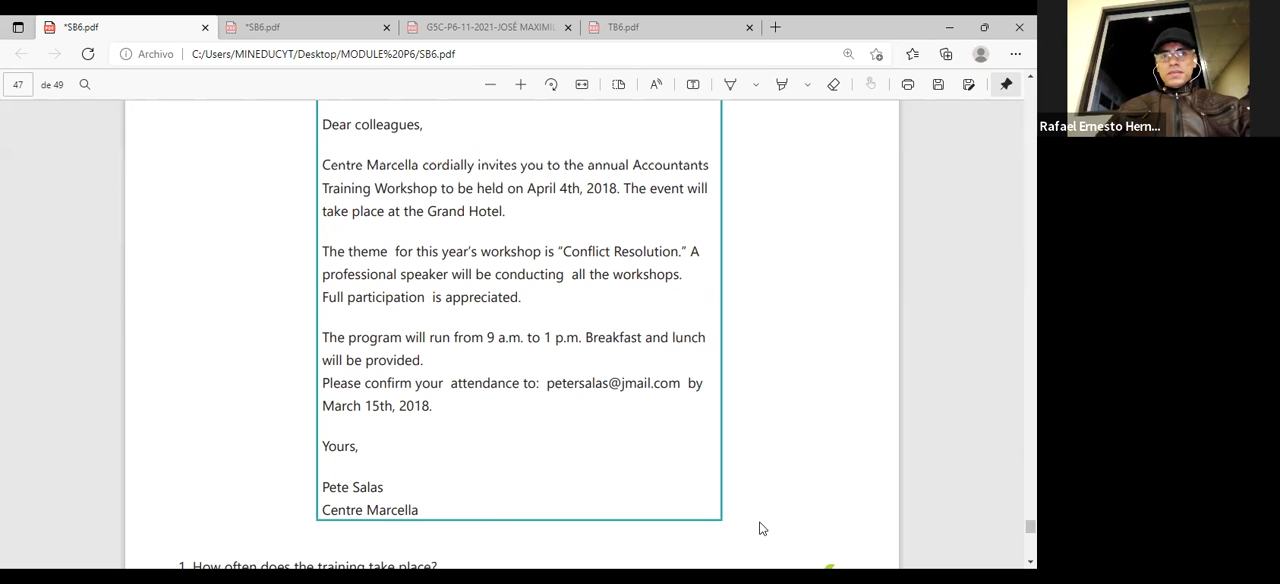 *SB6.pdf
*SB6.pdf
G5C-P6-11-2021-JOSÉ MAXIMI
TB6.pdf
Archivo
C:/Users/MINEDUCYT/Desktop/MODULE%20P6/SB6.pdf
47 de 49
Dear colleagues,
Centre Marcella cordially invites you to the annual Accountants
Training Workshop to be held on April 4th, 2018. The event will
take place at the Grand Hotel.
The theme for this year's workshop is “Conflict Resolution.” A
professional speaker will be conducting all the workshops.
Full participation is appreciated.
The program will run from 9 a.m. to 1 p.m. Breakfast and lunch
will be provided.
Please confirm your attendance to: petersalas@jmail.com by
March 15th, 2018.
Yours,
Pete Salas
Centre Marcella
1. How often does the training take place?
Rafael Ernesto Hern...